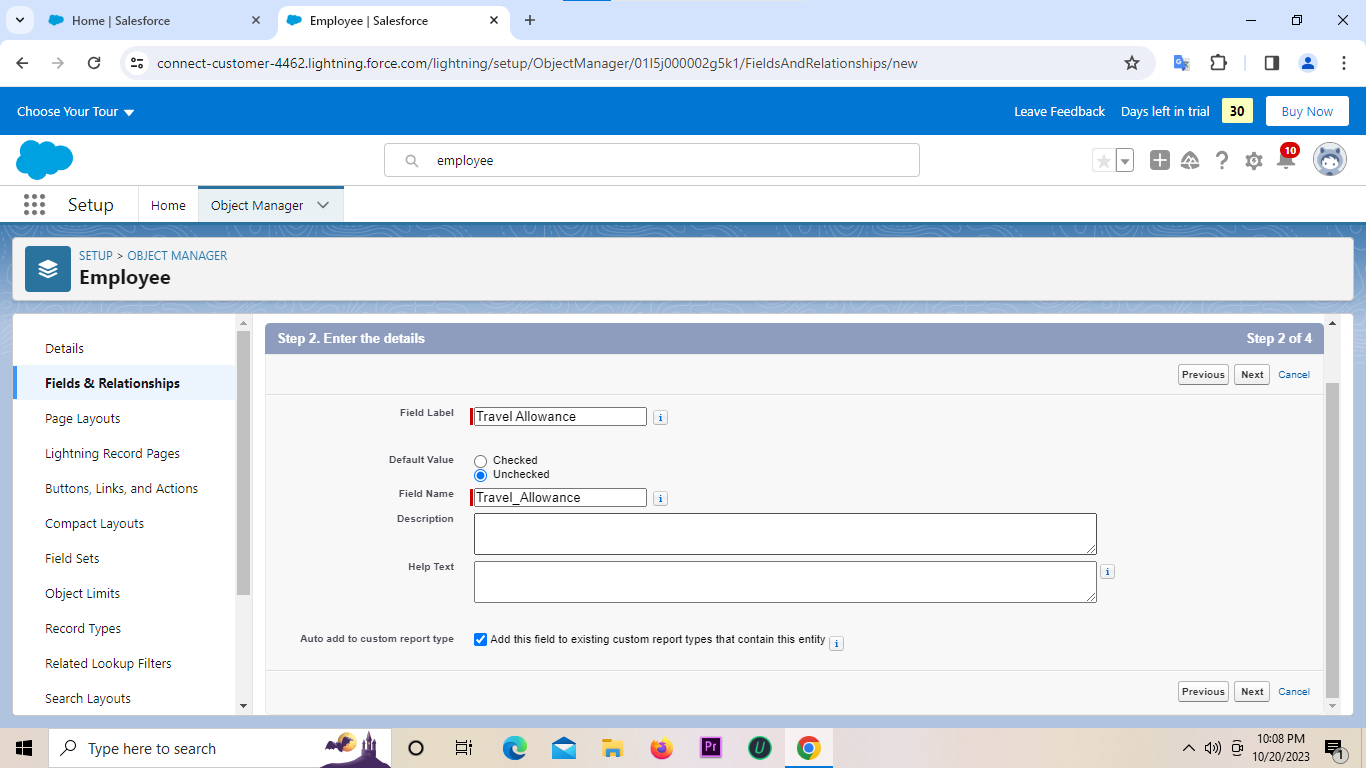 Home | Salesforce
Employee | Salesforce
connect-customer-4462.lightning.force.com/lightning/setup/ObjectManager/01I5j000002g5k1/FieldsAndRelationships/new
Choose Your Tour
Leave Feedback
Days left in trial
30
Buy Now
employee
10
Setup
Home
Object Manager
SETUP > OBJECT MANAGER
Employee
Details
Fields & Relationships
Page Layouts
Lightning Record Pages
Buttons, Links, and Actions
Compact Layouts
Field Sets
Object Limits
Record Types
Related Lookup Filters
Search Layouts
Step 2. Enter the details
Step 2 of 4
Previous
Next
Cancel
Field Label
Travel Allowance
i
Default Value
Checked
Unchecked
Field Name
Travel_Allowance
i
Description
Help Text
i
Auto add to custom report type
Add this field to existing custom report types that contain this entity
i
Previous
Next
Cancel
Type here to search
Pr
U
10:08 PM
10/20/2023
1